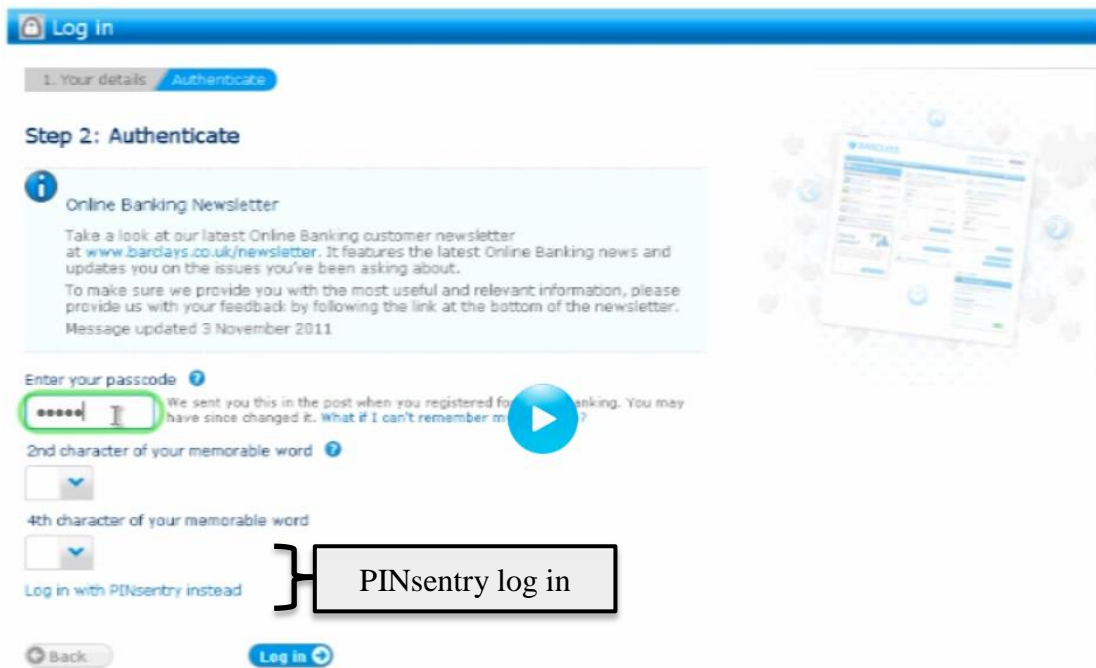 Log in
1. Your details Authenticate
Step 2: Authenticate
BARCLAYS
Online Banking Newsletter
Take a look at our latest Online Banking customer newsletter
at www.barclays.co.uk/newsletter. It features the latest Online Banking news and
updates you on the issues you've been asking about.
To make sure we provide you with the most useful and relevant information, please
provide us with your feedback by following the link at the bottom of the newsletter.
Message updated 3 November 2011
Enter your passcode ?
We sent you this in the post when you registered for anking. You may
have since changed it. What if I can't remember m ?
2nd character of your memorable word ?
4th character of your memorable word
PINsentry log in
Log in with PINsentry instead
Back Log in